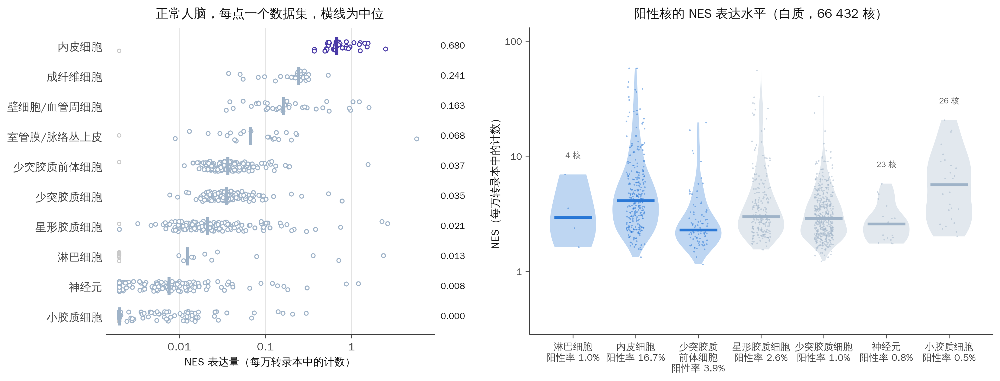 正常人脑，每点一个数据集，横线为中位
内皮细胞
0.680
成纤维细胞
0.241
壁细胞/血管周细胞
0.163
室管膜/脉络丛上皮
0.068
少突胶质前体细胞
0.037
少突胶质细胞
0.035
星形胶质细胞
0.021
淋巴细胞
0.013
神经元
0.008
小胶质细胞
0.000
0.01 0.1 1
NES 表达量（每万转录本中的计数）
阳性核的 NES 表达水平（白质，66 432 核）
NES（每万转录本中的计数）
100
10
1
4 核
23 核
26 核
淋巴细胞
阳性率 1.0%
内皮细胞
阳性率 16.7%
少突胶质
前体细胞
阳性率 3.9%
星形胶质细胞
阳性率 2.6%
少突胶质细胞
阳性率 1.0%
神经元
阳性率 0.8%
小胶质细胞
阳性率 0.5%